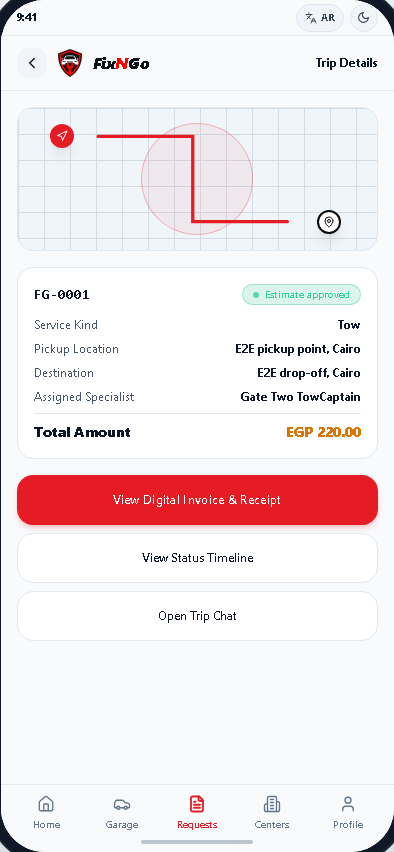 9:41
AR
FixNGo
Trip Details
FG-0001
Estimate approved
Service Kind
Tow
Pickup Location
E2E pickup point, Cairo
Destination
E2E drop-off, Cairo
Assigned Specialist
Gate Two TowCaptain
Total Amount
EGP 220.00
View Digital Invoice & Receipt
View Status Timeline
Open Trip Chat
Home
Garage
Requests
Centers
Profile